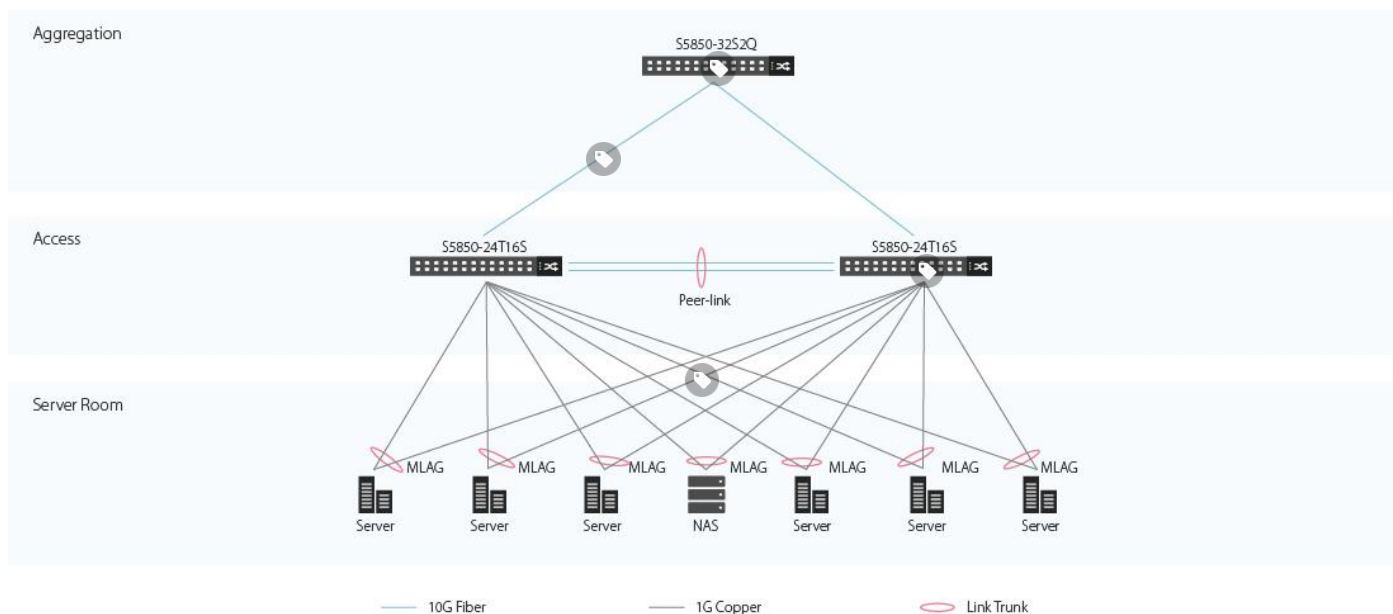 Aggregation
S5850-32S2Q
Access
S5850-24T16S
S5850-24T16S
Peer-link
Server Room
MLAG
MLAG
MLAG
MLAG
MLAG
MLAG
MLAG
Server
Server
Server
NAS
Server
Server
Server
10G Fiber
1G Copper
Link Trunk